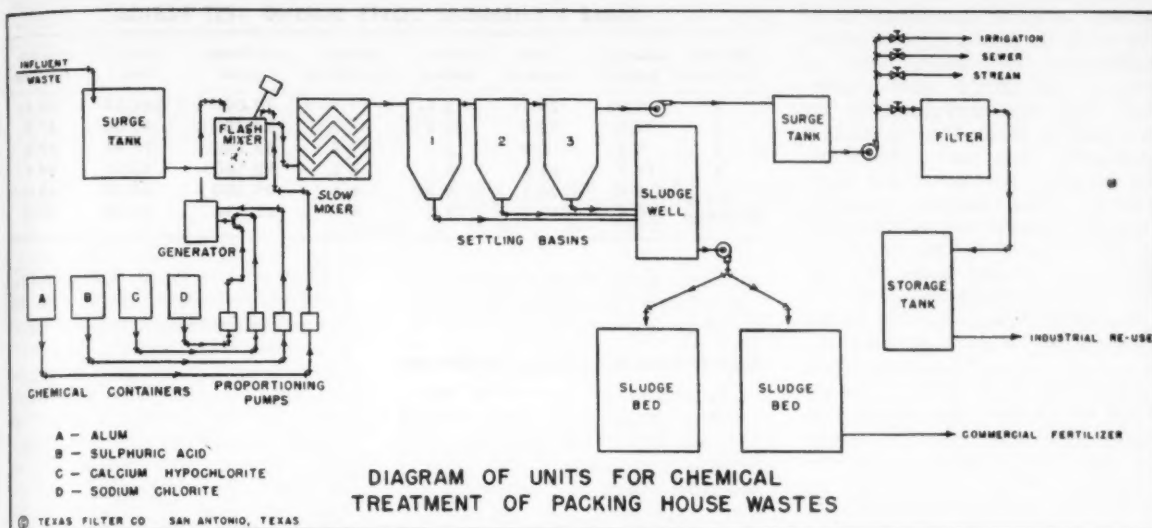 INFLUENT
WASTE
SURGE
TANK
FLASH
MIXER
SLOW
MIXER
GENERATOR
A
B
C
D
CHEMICAL CONTAINERS
PROPORTIONING
PUMPS
1
2
3
SETTLING BASINS
SLUDGE
WELL
SLUDGE
BED
SLUDGE
BED
SURGE
TANK
IRRIGATION
SEWER
STREAM
FILTER
STORAGE
TANK
INDUSTRIAL RE-USE
COMMERCIAL FERTILIZER
A – ALUM
B – SULPHURIC ACID
C – CALCIUM HYPOCHLORITE
D – SODIUM CHLORITE
DIAGRAM OF UNITS FOR CHEMICAL
TREATMENT OF PACKING HOUSE WASTES
© TEXAS FILTER CO SAN ANTONIO, TEXAS